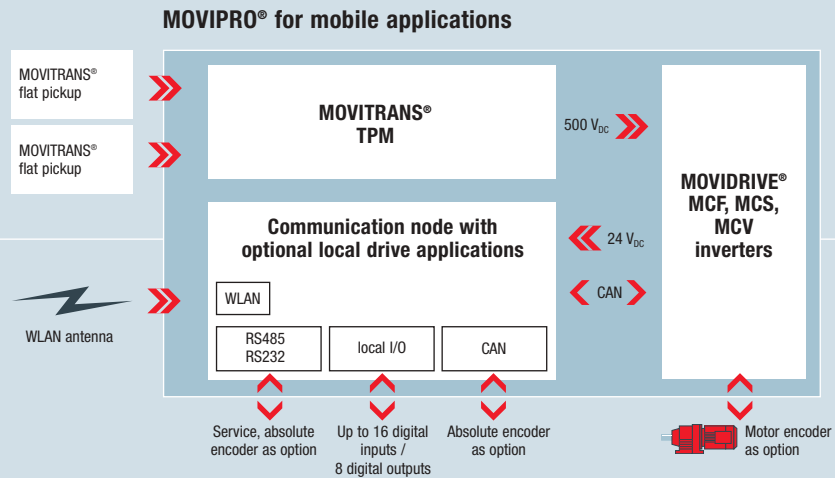 MOVIPRO® for mobile applications
MOVITRANS®
flat pickup
MOVITRANS®
flat pickup
MOVITRANS®
TPM
500 VDC
MOVIDRIVE®
MCF, MCS,
MCV
inverters
Communication node with
optional local drive applications
24 VDC
CAN
WLAN
WLAN antenna
RS485
RS232
local I/O
CAN
Service, absolute
encoder as option
Up to 16 digital
inputs /
8 digital outputs
Absolute encoder
as option
Motor encoder
as option